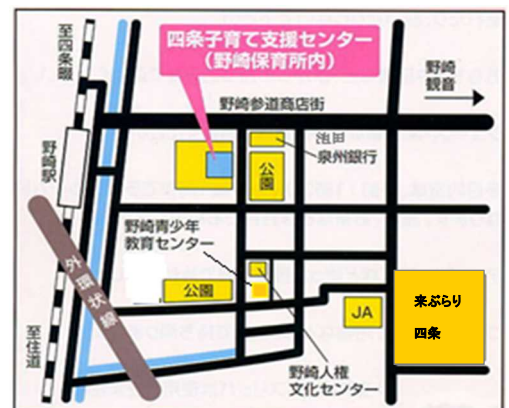 至四条畷
四条子育て支援センター
（野崎保育所内）
野崎
観音
野崎参道商店街
野崎駅
泉州銀行
公園
野崎青少年
教育センター
外環状線
公園
JA
来ぶらり
四条
至住道
野崎人権
文化センター